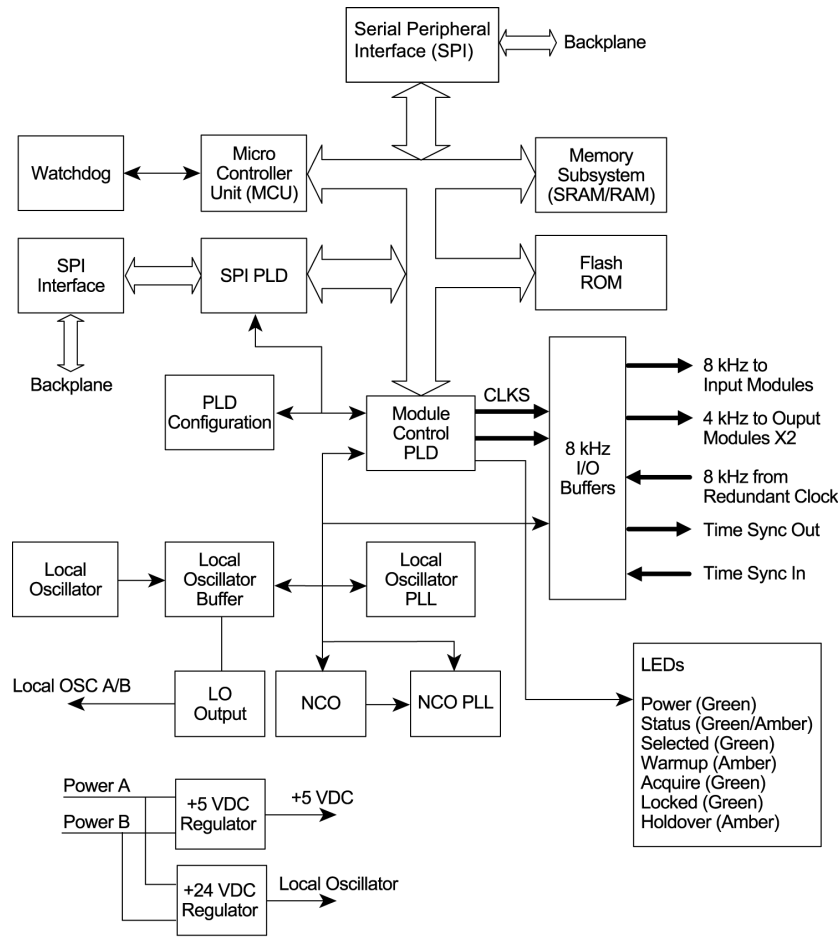 Serial Peripheral
Interface (SPI)
Backplane
Watchdog
Micro
Controller
Unit (MCU)
Memory
Subsystem
(SRAM/RAM)
SPI
Interface
SPI PLD
Flash
ROM
Backplane
PLD
Configuration
Module
Control
PLD
CLKS
8 kHz
I/O
Buffers
8 kHz to
Input Modules
4 kHz to Ouput
Modules X2
8 kHz from
Redundant Clock
Time Sync Out
Time Sync In
Local
Oscillator
Local
Oscillator
Buffer
Local
Oscillator
PLL
Local OSC A/B
LO
Output
NCO
NCO PLL
LEDs
Power (Green)
Status (Green/Amber)
Selected (Green)
Warmup (Amber)
Acquire (Green)
Locked (Green)
Holdover (Amber)
Power A
Power B
+5 VDC
Regulator
+5 VDC
+24 VDC
Regulator
Local Oscillator